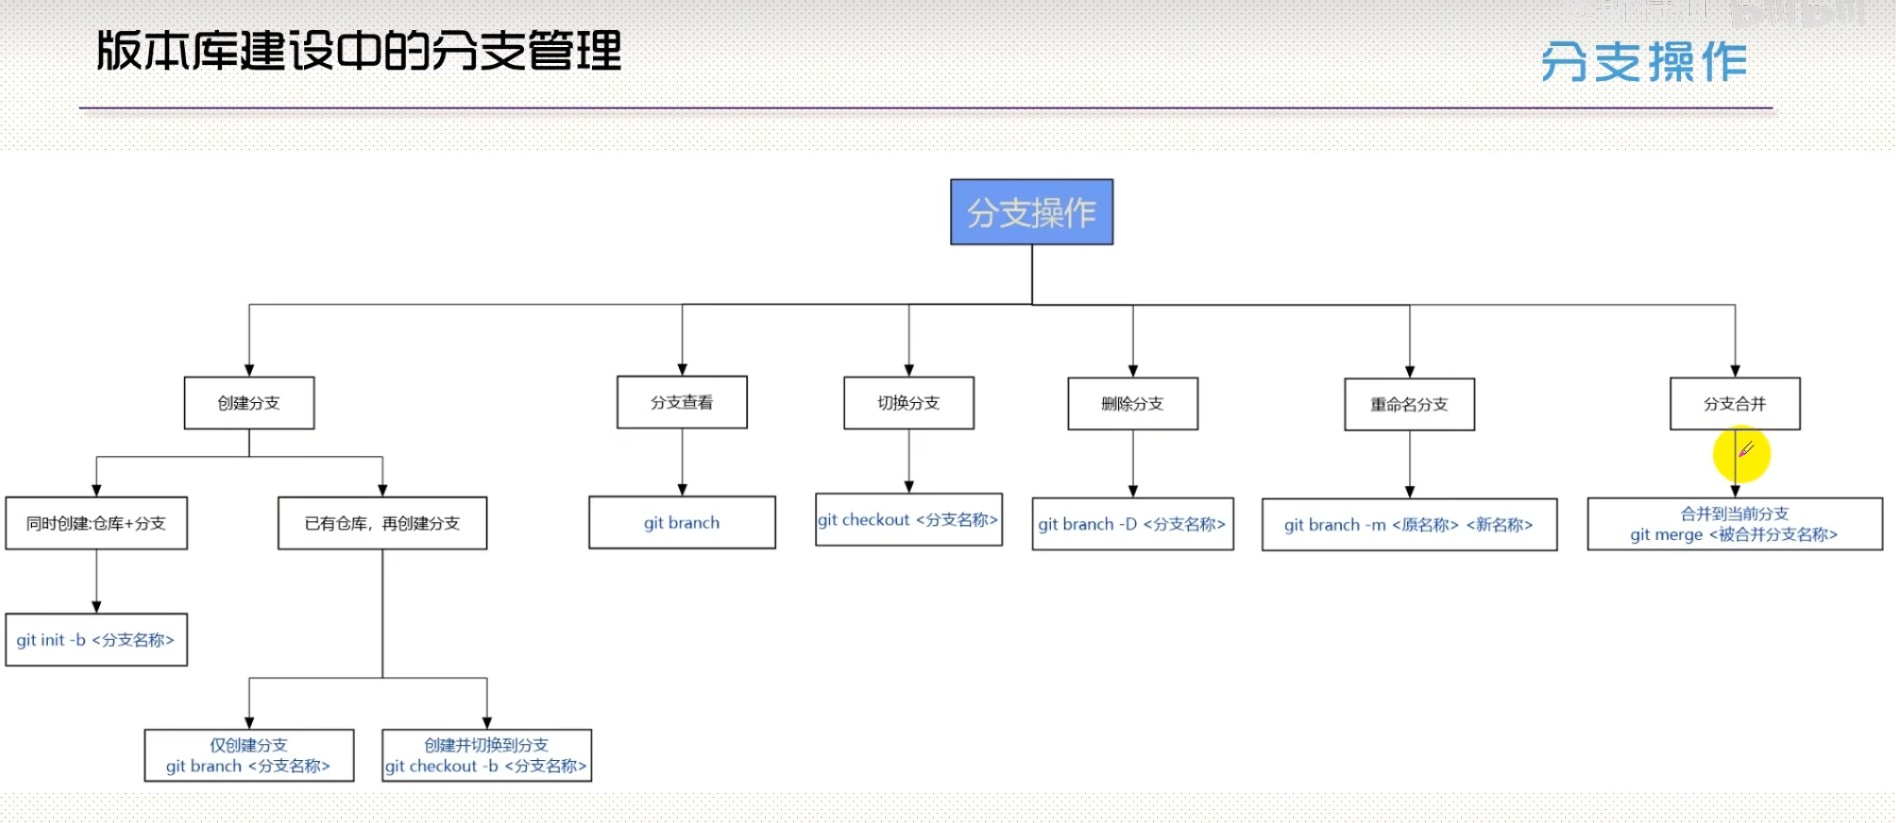 版本库建设中的分支管理
分支操作
分支操作
创建分支
分支查看
切换分支
删除分支
重命名分支
分支合并
同时创建:仓库+分支
已有仓库，再创建分支
git branch
git checkout <分支名称>
git branch -D <分支名称>
git branch -m <原名称> <新名称>
合并到当前分支
git merge <被合并分支名称>
git init -b <分支名称>
仅创建分支
git branch <分支名称>
创建并切换到分支
git checkout -b <分支名称>